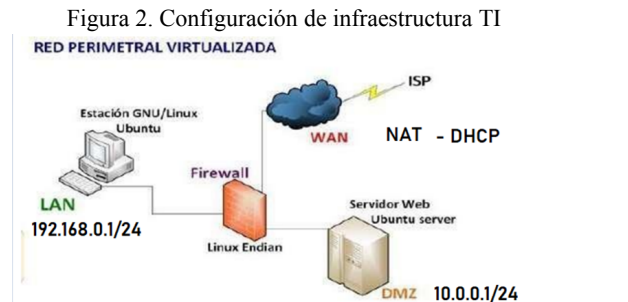 Figura 2. Configuración de infraestructura TI
RED PERIMETRAL VIRTUALIZADA
ISP
Estación GNU/Linux
Ubuntu
WAN
NAT - DHCP
Firewall
LAN
192.168.0.1/24
Servidor Web
Ubuntu server
Linux Endian
DMZ 10.0.0.1/24